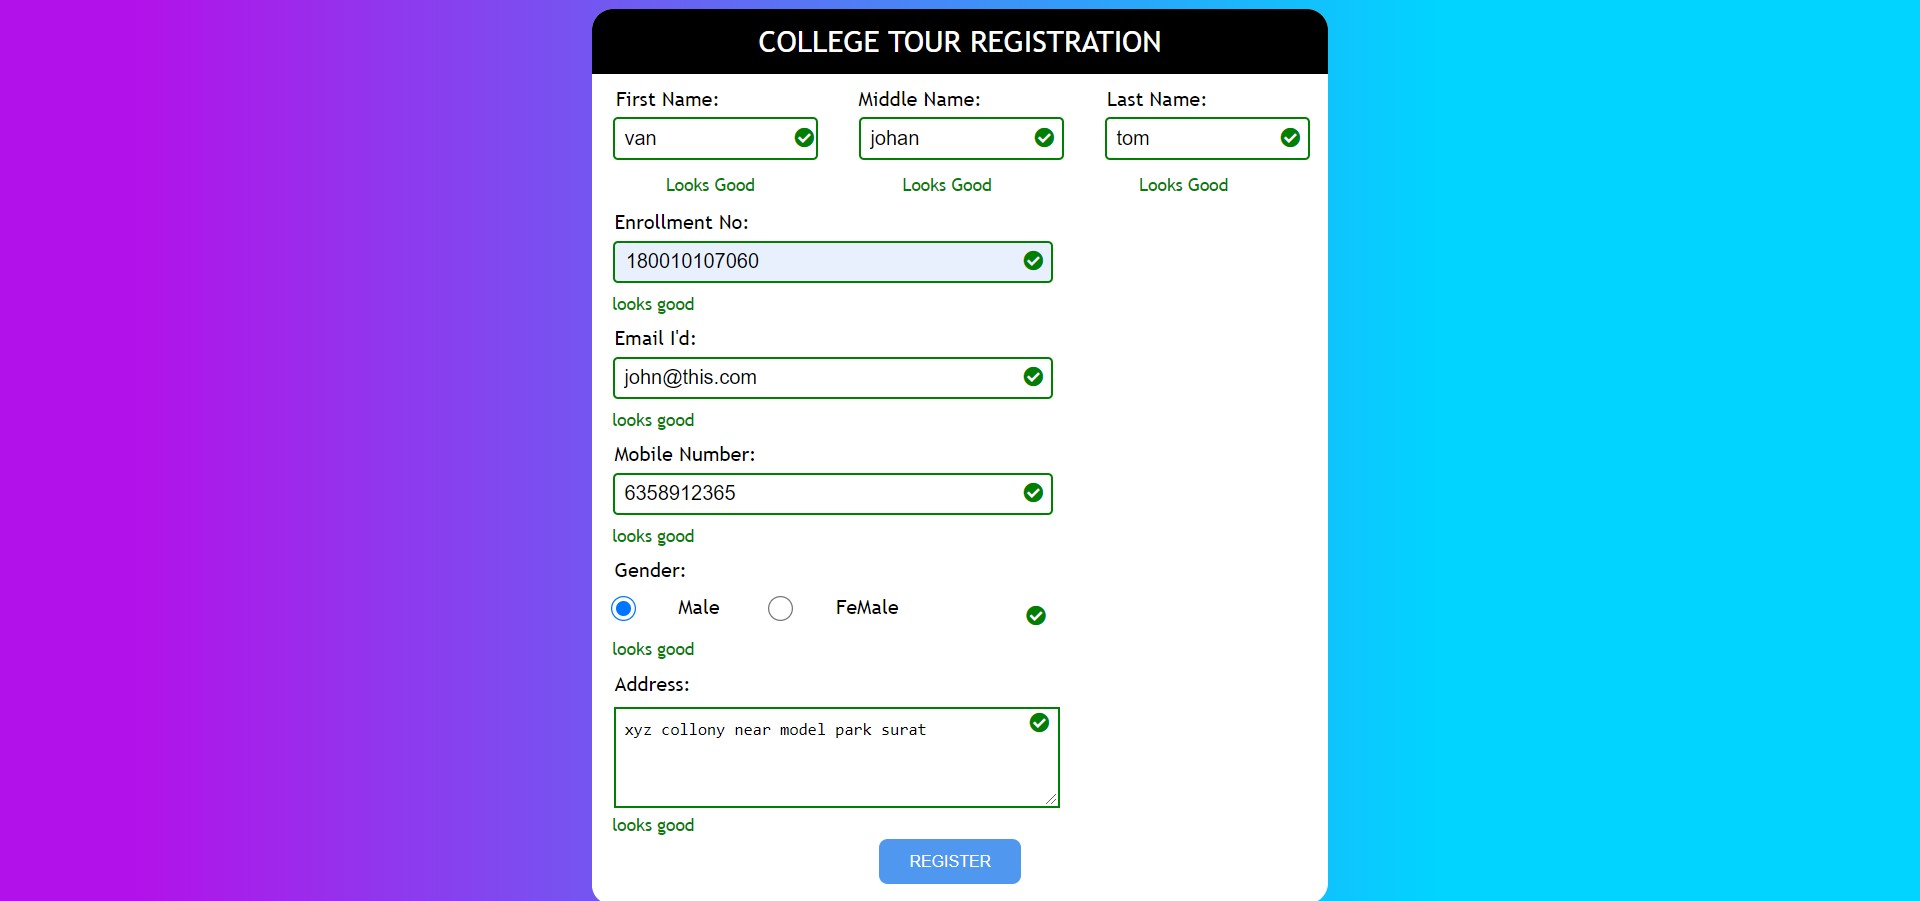 COLLEGE TOUR REGISTRATION
First Name: Middle Name: Last Name:
van johan tom
Looks Good Looks Good Looks Good
Enrollment No:
180010107060
looks good
Email I'd:
john@this.com
looks good
Mobile Number:
6358912365
looks good
Gender:
Male FeMale
looks good
Address:
xyz collony near model park surat
looks good
REGISTER